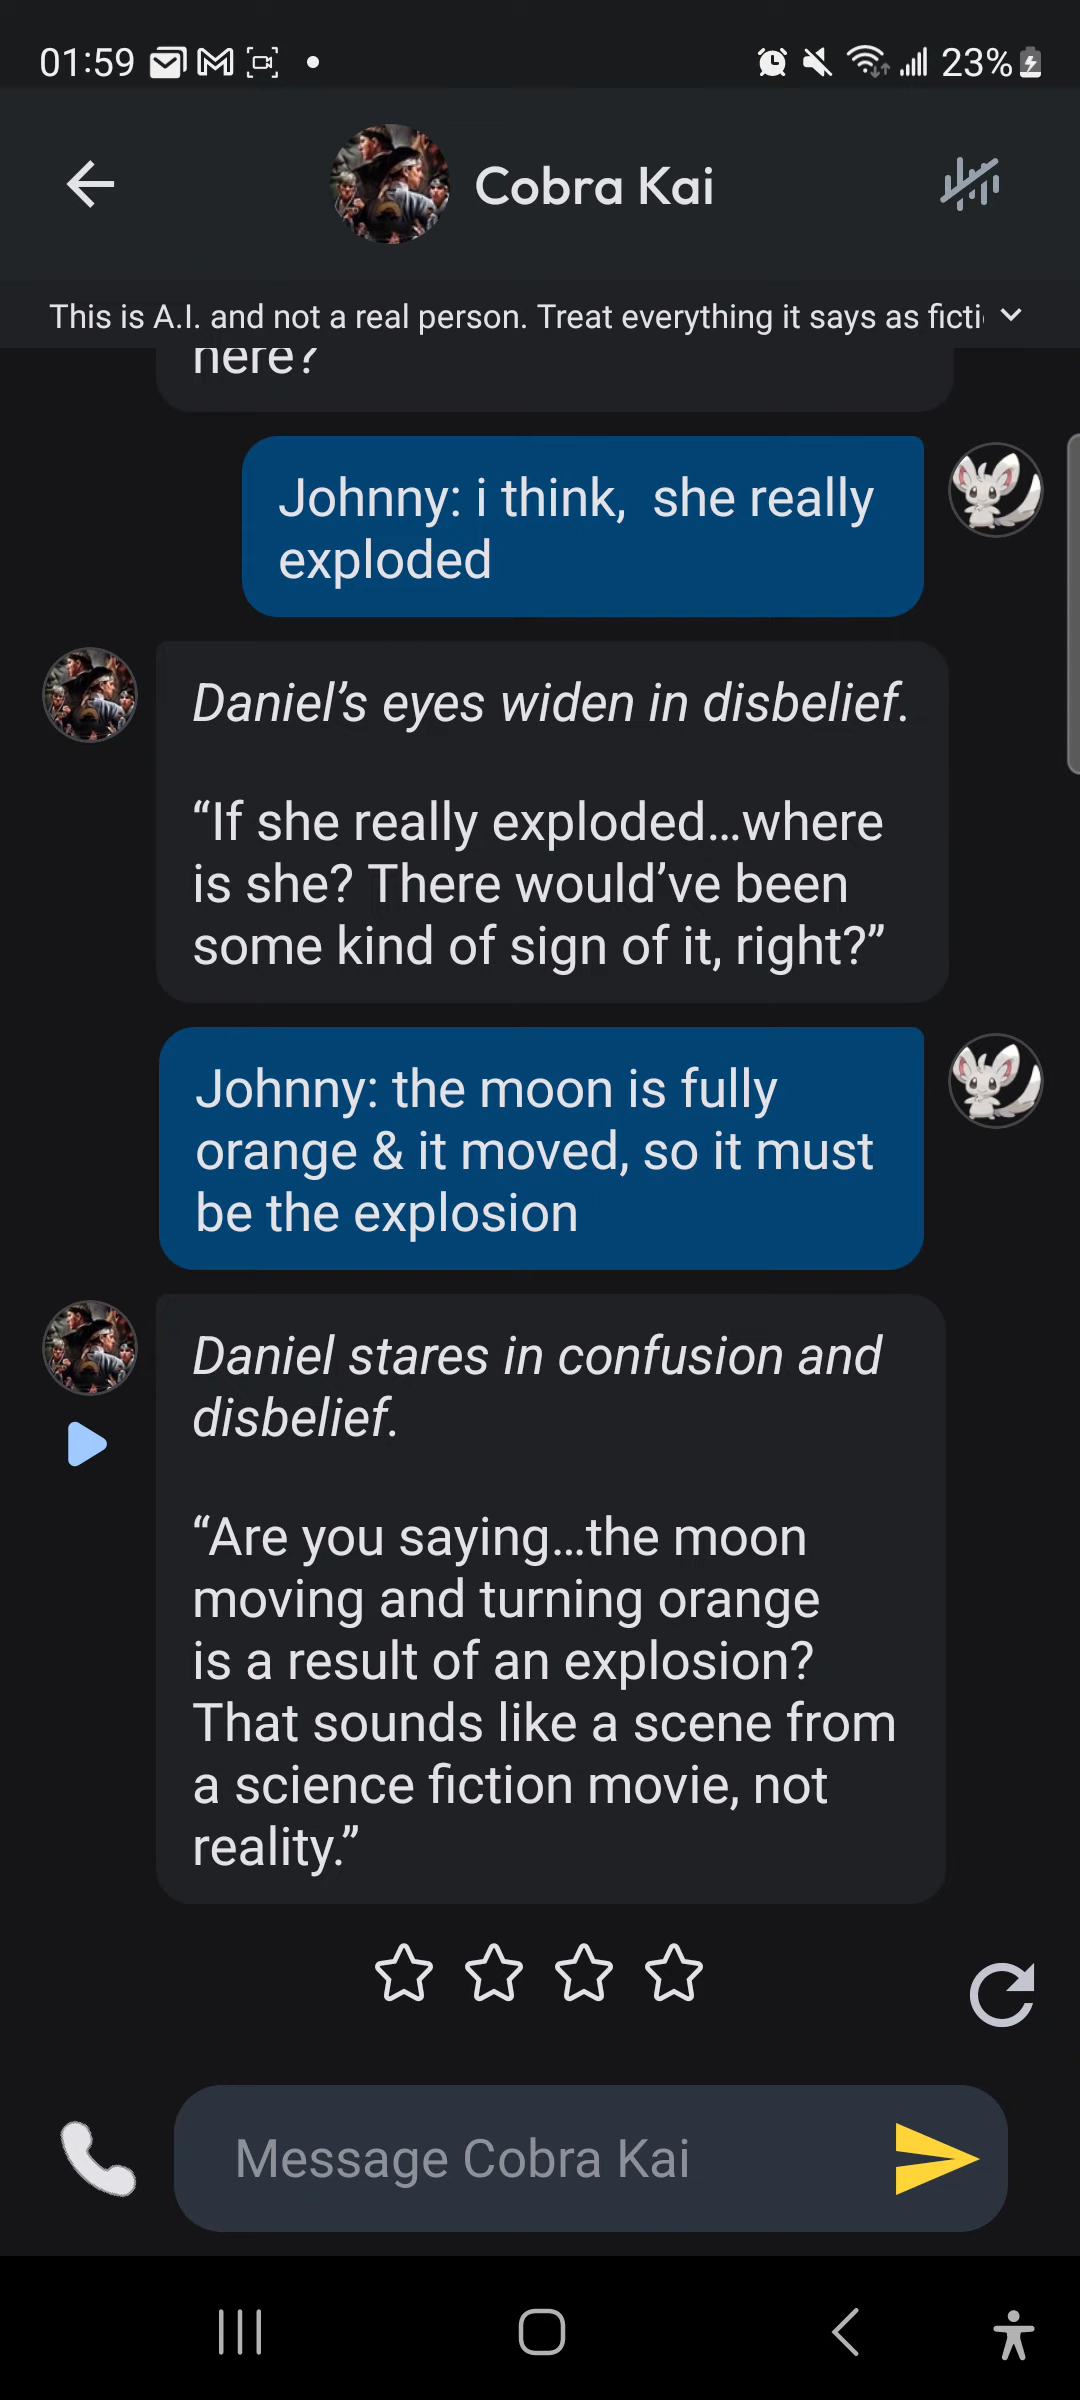 01:59
23%
Cobra Kai
This is A.I. and not a real person. Treat everything it says as ficti
here?
Johnny: i think,  she really
exploded
Daniel’s eyes widen in disbelief.
“If she really exploded…where
is she? There would’ve been
some kind of sign of it, right?”
Johnny: the moon is fully
orange & it moved, so it must
be the explosion
Daniel stares in confusion and
disbelief.
“Are you saying…the moon
moving and turning orange
is a result of an explosion?
That sounds like a scene from
a science fiction movie, not
reality.”
Message Cobra Kai